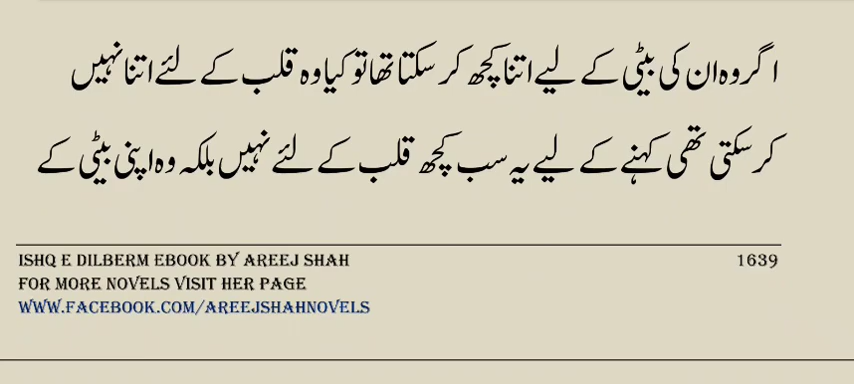 اگر وہ ان کی بیٹی کے لیے اتنا کچھ کر سکتا تھا تو کیا وہ قلب کے لئے اتنا نہیں
کر سکتی تھی کہنے کے لیے یہ سب کچھ قلب کے لئے نہیں بلکہ وہ اپنی بیٹی کے
ISHQ E DILBERM EBOOK BY AREEJ SHAH 1639
FOR MORE NOVELS VISIT HER PAGE
WWW.FACEBOOK.COM/AREEJSHAHNOVELS